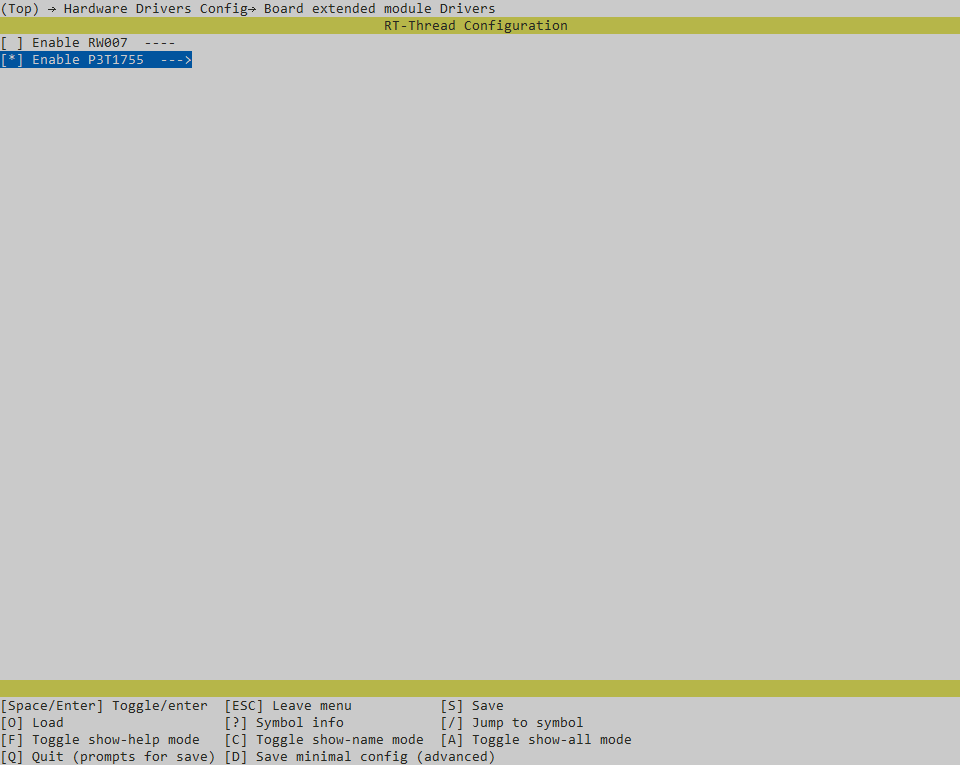 (Top) → Hardware Drivers Config→ Board extended module Drivers
RT-Thread Configuration
[ ] Enable RW007  ----
[*] Enable P3T1755  --->
[Space/Enter] Toggle/enter  [ESC] Leave menu           [S] Save
[O] Load                    [?] Symbol info            [/] Jump to symbol
[F] Toggle show-help mode   [C] Toggle show-name mode  [A] Toggle show-all mode
[Q] Quit (prompts for save) [D] Save minimal config (advanced)